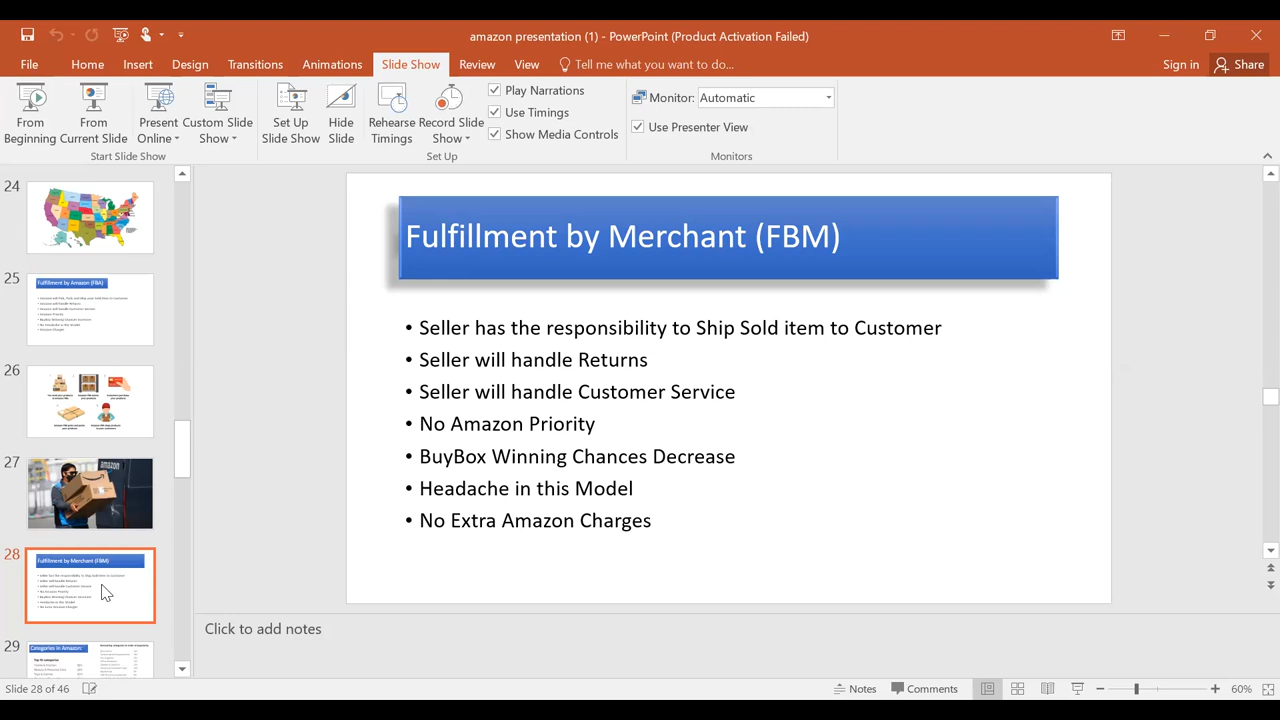 amazon presentation (1) - PowerPoint (Product Activation Failed)
File Home Insert Design Transitions Animations Slide Show Review View Tell me what you want to do... Sign in Share
From Beginning
From Current Slide
Present Online
Custom Slide Show
Set Up Slide Show
Hide Slide
Rehearse Timings
Record Slide Show
Play Narrations
Use Timings
Show Media Controls
Monitor: Automatic
Use Presenter View
Start Slide Show
Set Up
Monitors
24
25
Fulfillment by Amazon (FBA)
26
27
amazon
28
Fulfillment by Merchant (FBM)
29
Categories in Amazon:
Fulfillment by Merchant (FBM)
• Seller has the responsibility to Ship Sold item to Customer
• Seller will handle Returns
• Seller will handle Customer Service
• No Amazon Priority
• BuyBox Winning Chances Decrease
• Headache in this Model
• No Extra Amazon Charges
Click to add notes
Slide 28 of 46
Notes
Comments
60%